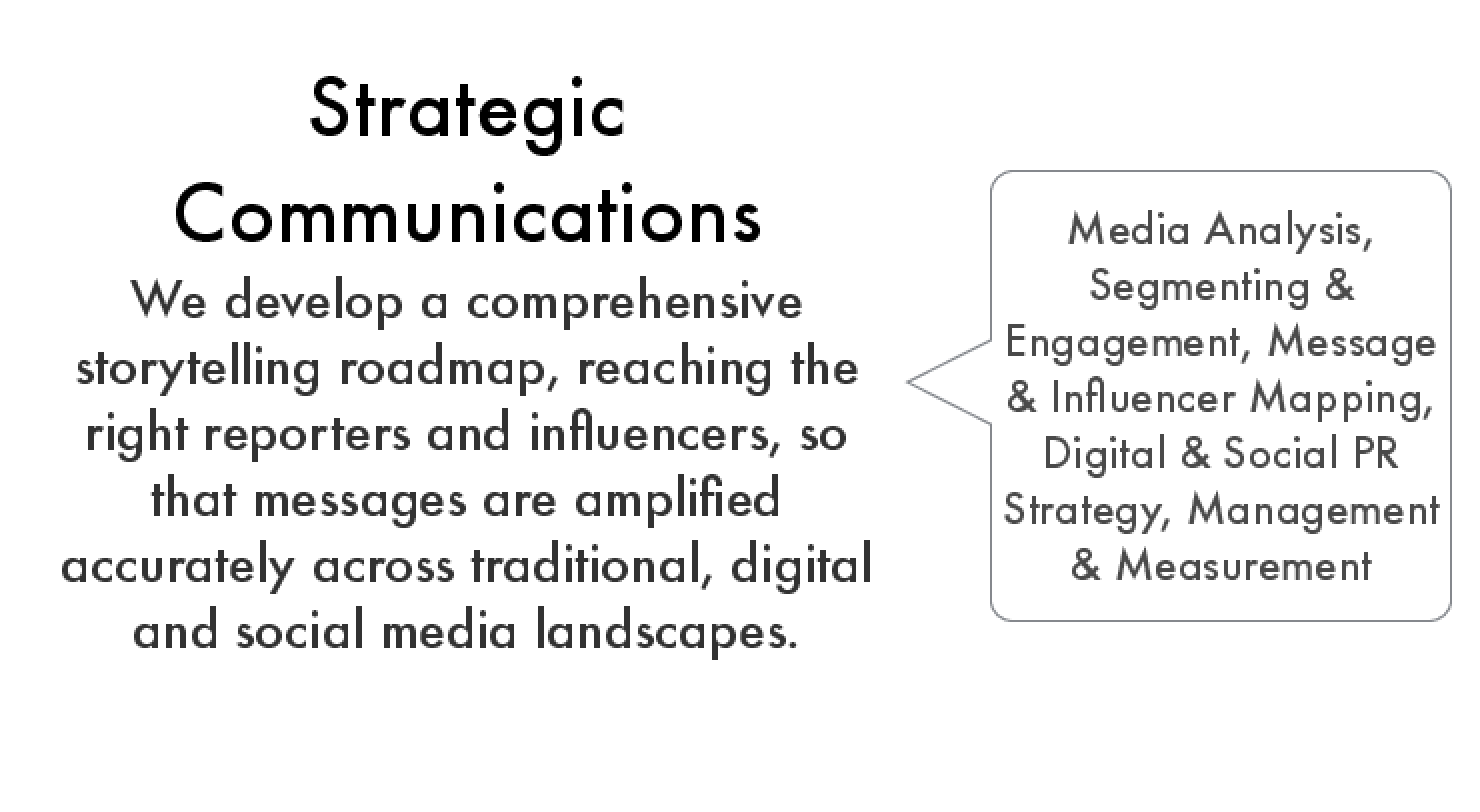 Strategic
Communications
We develop a comprehensive
storytelling roadmap, reaching the
right reporters and influencers, so
that messages are amplified
accurately across traditional, digital
and social media landscapes.
Media Analysis,
Segmenting &
Engagement, Message
& Influencer Mapping,
Digital & Social PR
Strategy, Management
& Measurement